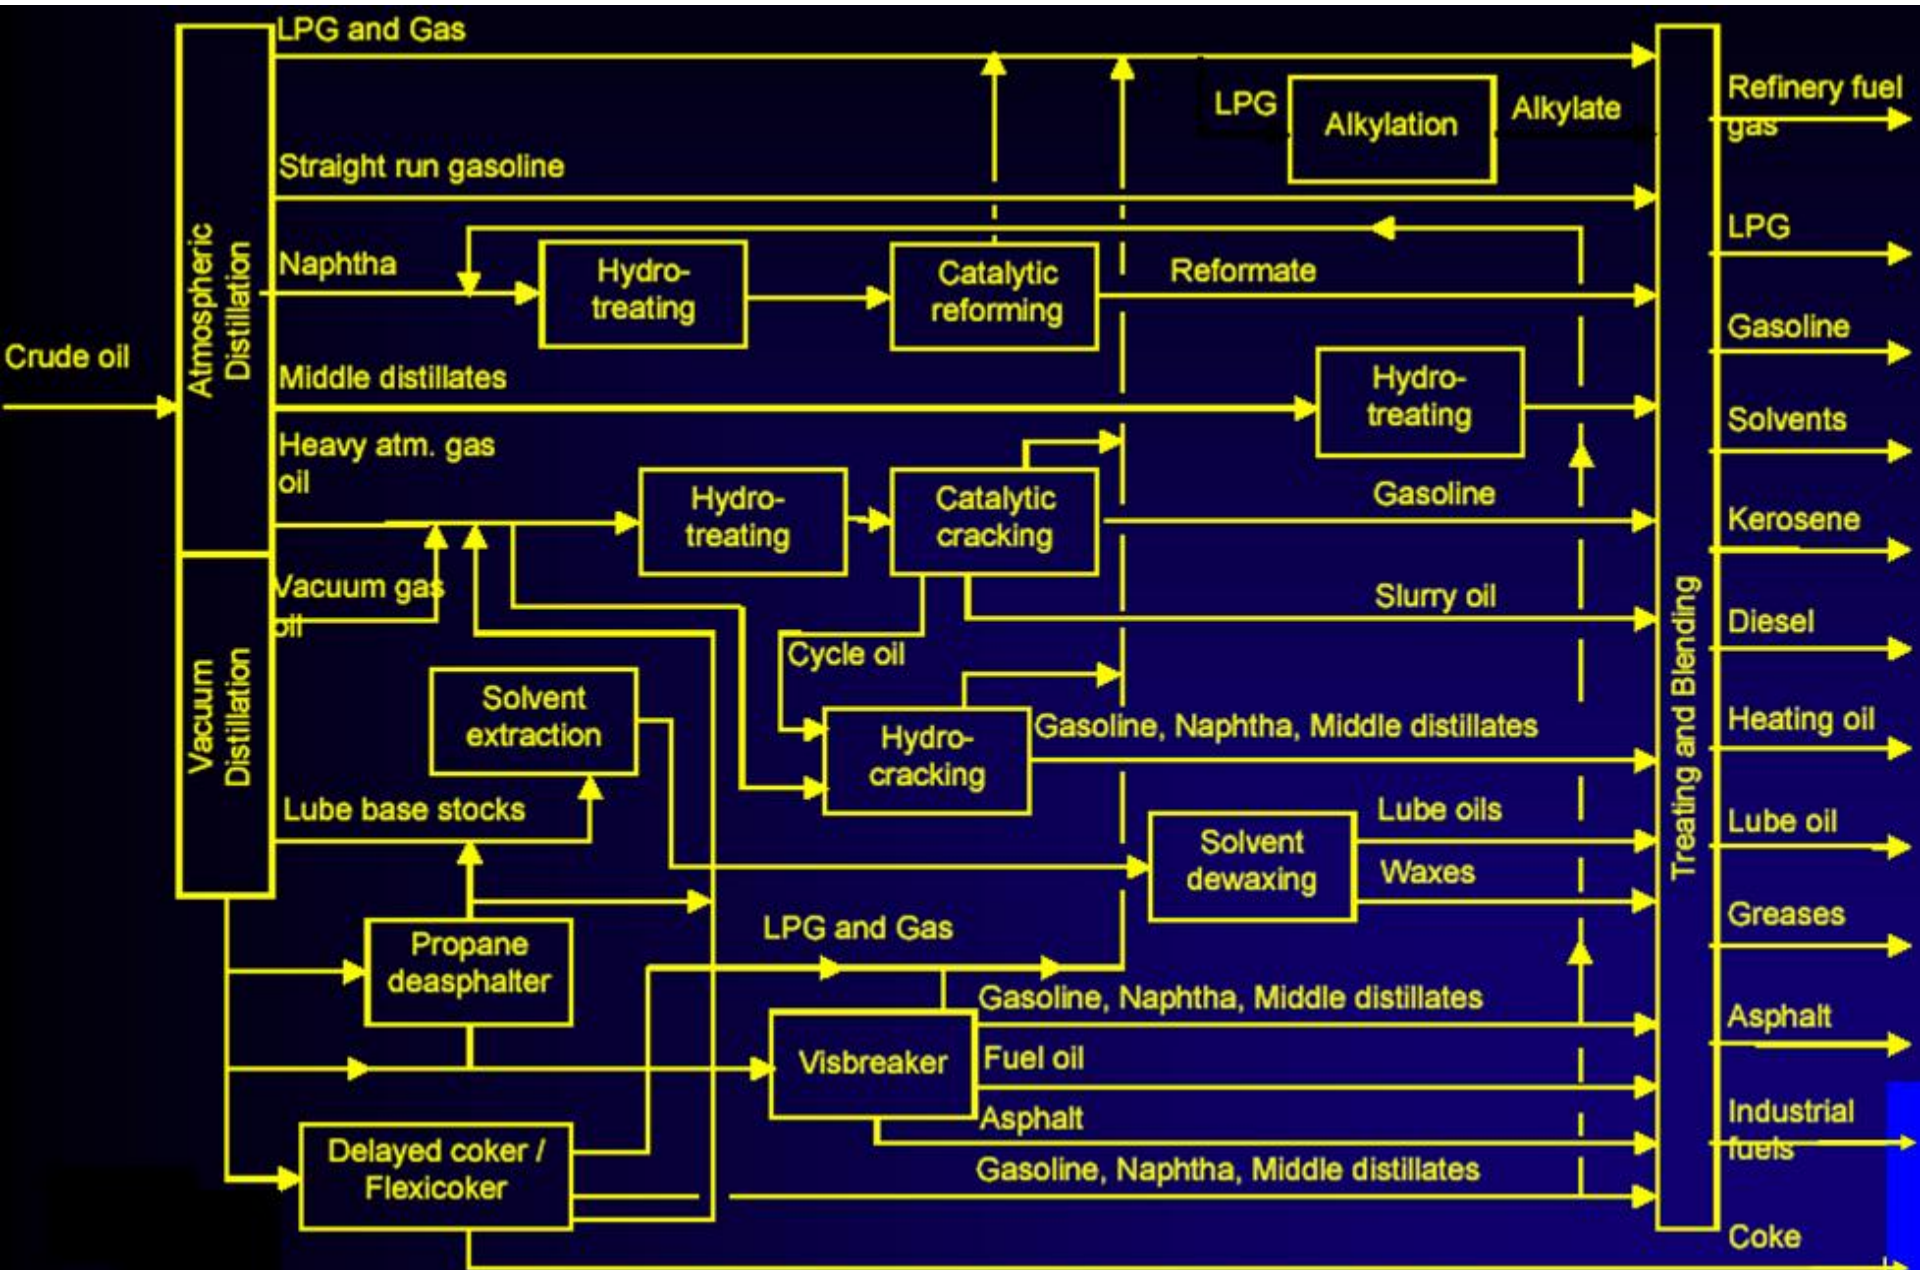 LPG and Gas
LPG
Alkylation
Alkylate
Refinery fuel
gas
Straight run gasoline
LPG
Naphtha
Hydro-
treating
Catalytic
reforming
Reformate
Gasoline
Crude oil
Atmospheric
Distillation
Middle distillates
Hydro-
treating
Solvents
Heavy atm. gas
oil
Hydro-
treating
Catalytic
cracking
Gasoline
Kerosene
Vacuum gas
oil
Slurry oil
Diesel
Cycle oil
Vacuum
Distillation
Solvent
extraction
Hydro-
cracking
Gasoline, Naphtha, Middle distillates
Treating and Blending
Heating oil
Lube base stocks
Solvent
dewaxing
Lube oils
Waxes
Lube oil
Propane
deasphalter
LPG and Gas
Greases
Visbreaker
Gasoline, Naphtha, Middle distillates
Fuel oil
Asphalt
Asphalt
Delayed coker /
Flexicoker
Gasoline, Naphtha, Middle distillates
Industrial
fuels
Coke